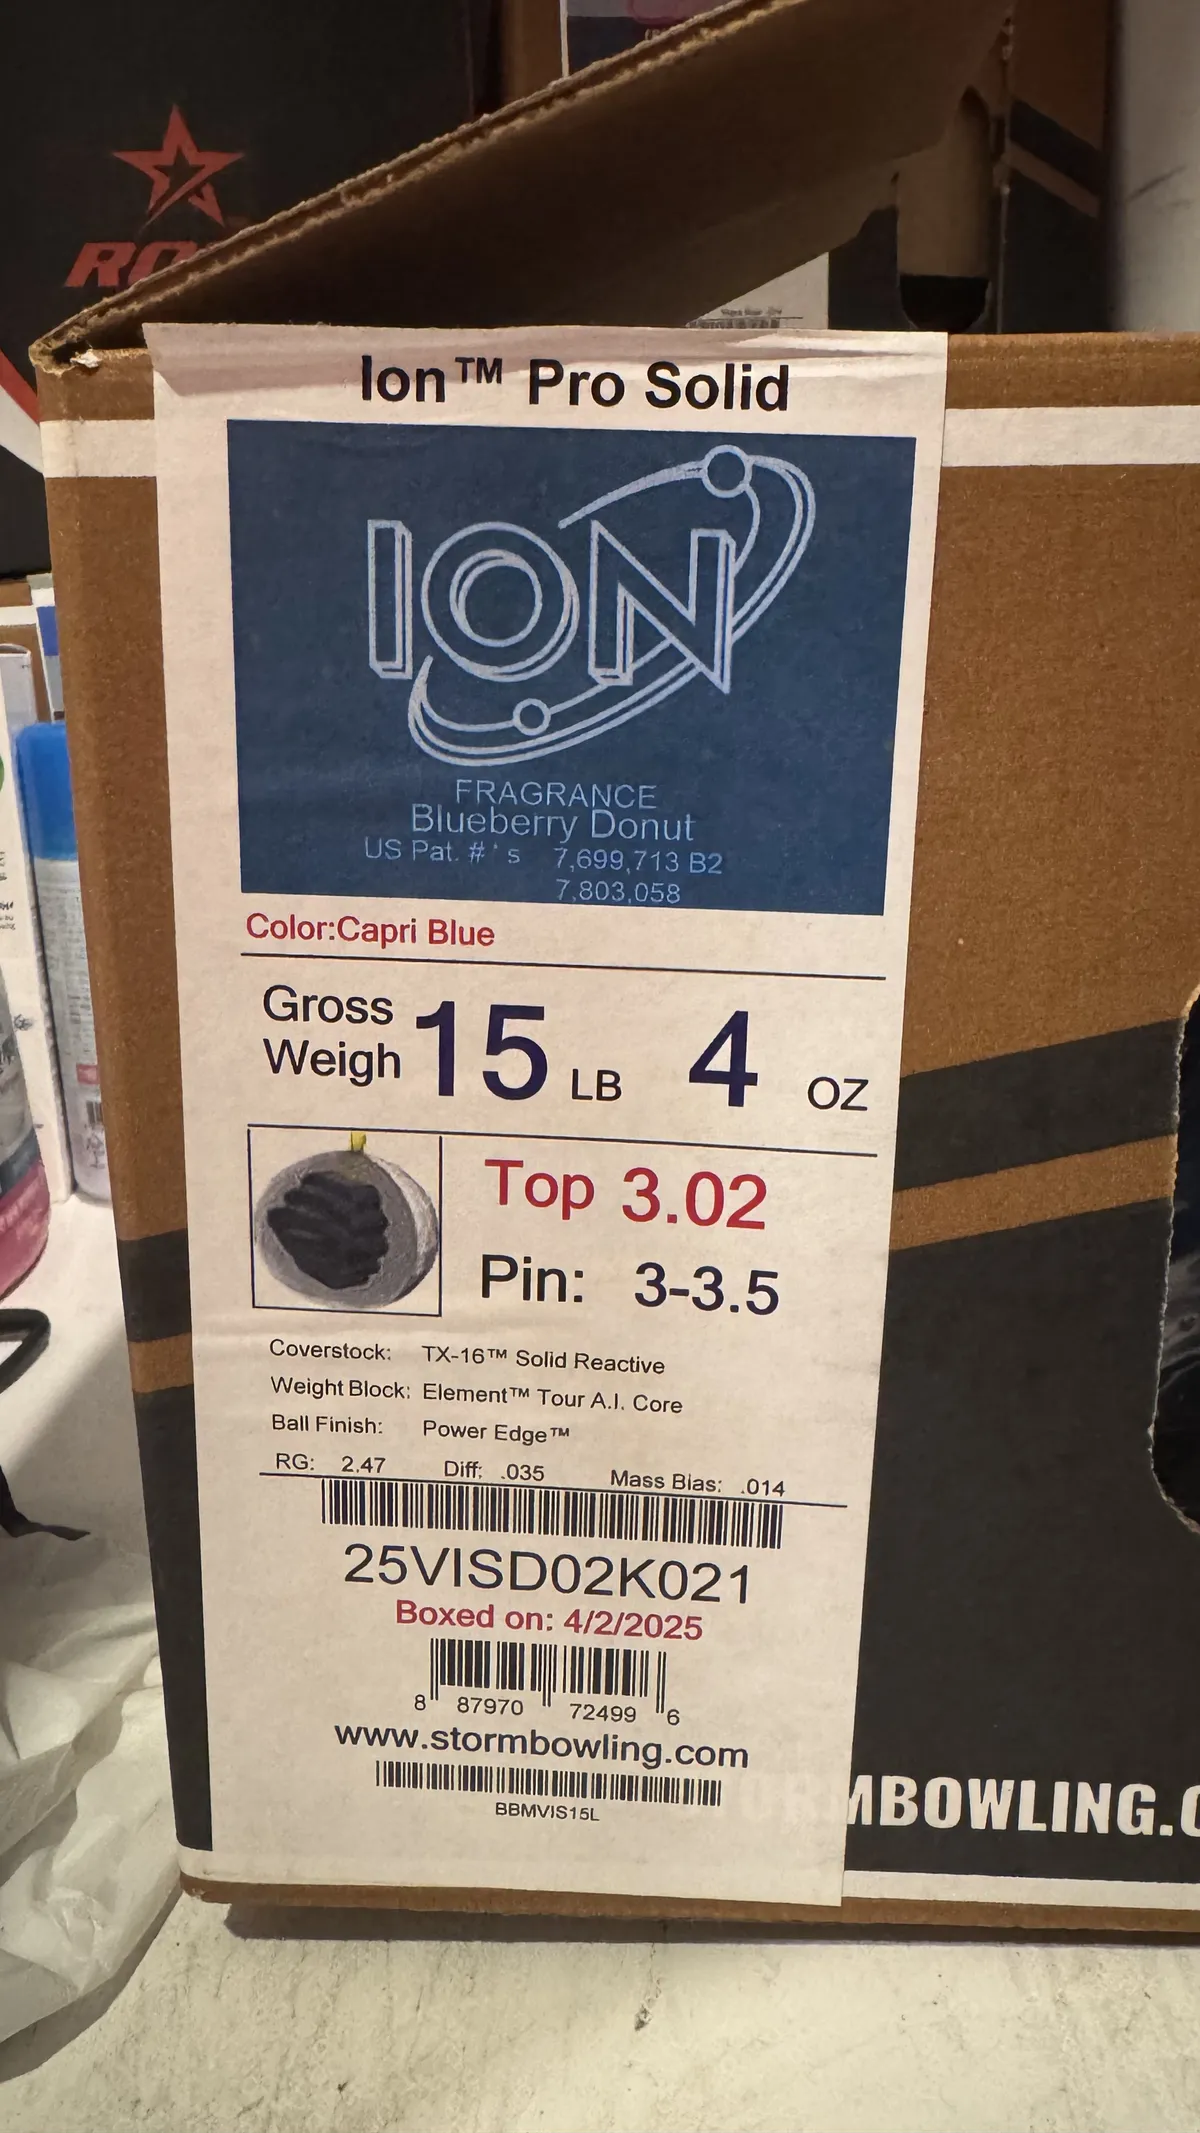 Ion™ Pro Solid
ION
FRAGRANCE
Blueberry Donut
US Pat. #'s 7,699,713 B2
7,803,058
Color:Capri Blue
Gross
Weigh 15 LB 4 OZ
Top 3.02
Pin: 3-3.5
Coverstock: TX-16™ Solid Reactive
Weight Block: Element™ Tour A.I. Core
Ball Finish: Power Edge™
RG: 2.47 Diff: .035 Mass Bias: .014
25VISD02K021
Boxed on: 4/2/2025
8 87970 72499 6
www.stormbowling.com
BBMVIS15L
MBOWLING.C